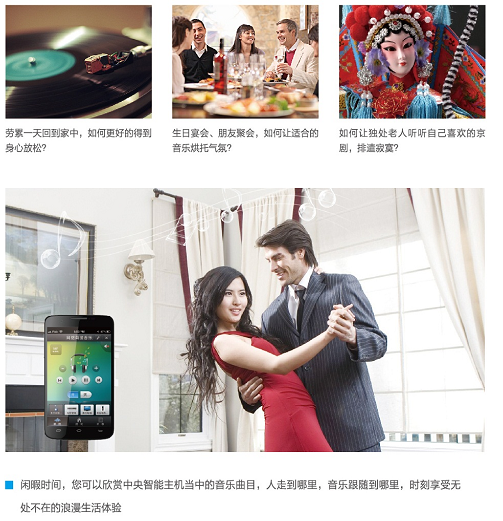 劳累一天回到家中，如何更好的得到
身心放松？
生日宴会、朋友聚会，如何让适合的
音乐烘托气氛？
如何让独处老人听听自己喜欢的京
剧，排遣寂寞？
闲暇时间，您可以欣赏中央智能主机当中的音乐曲目，人走到哪里，音乐跟随到哪里，时刻享受无
处不在的浪漫生活体验